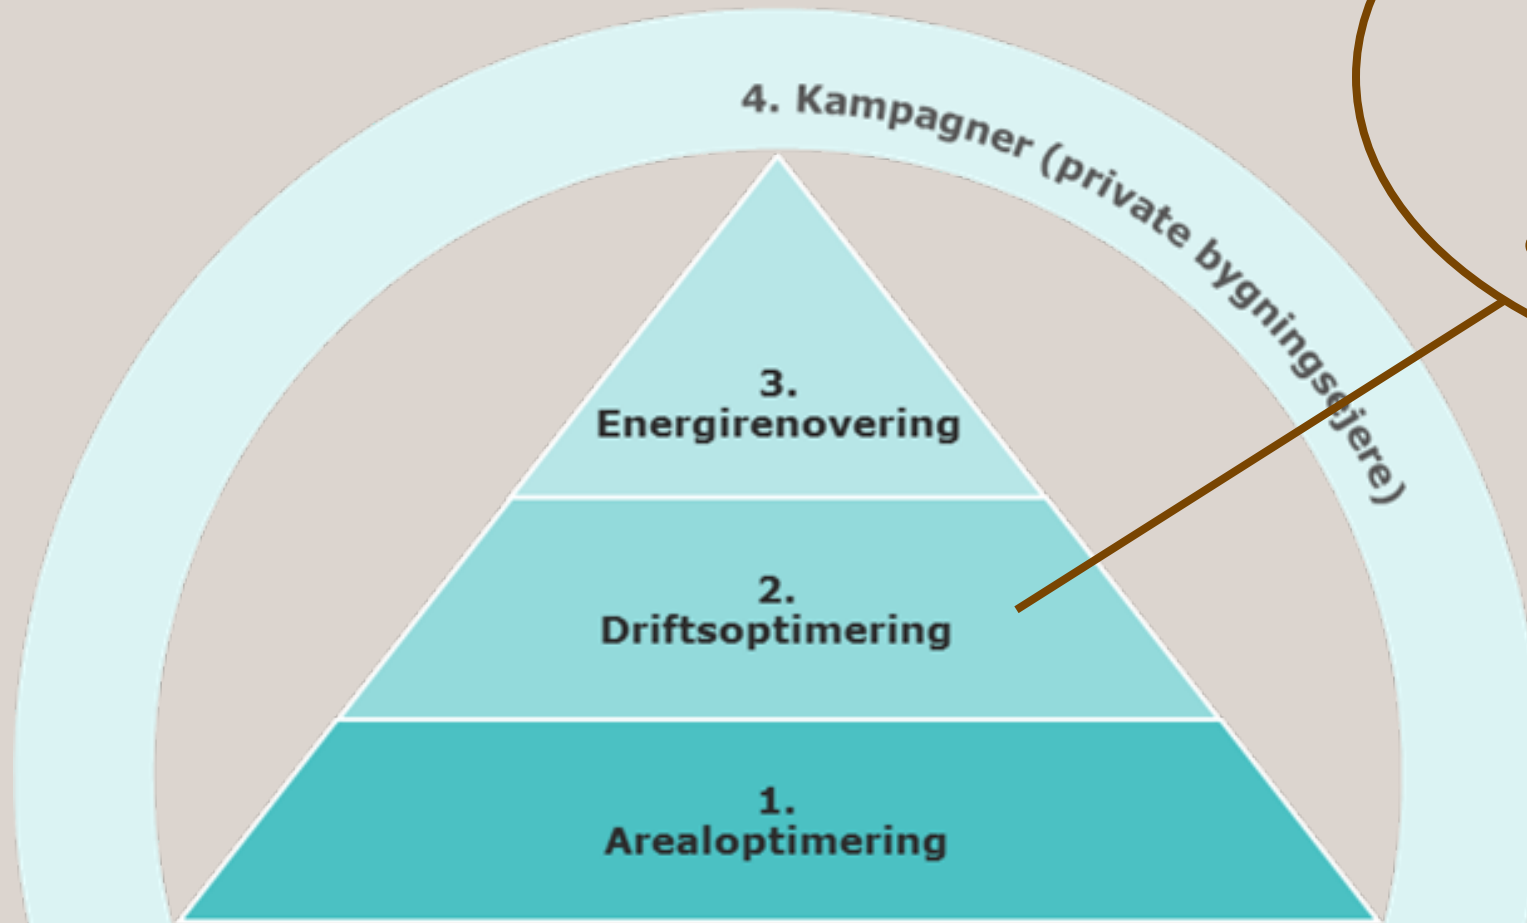 4. Kampagner (private bygningsejere)
3.
Energirenovering
2.
Driftsoptimering
1.
Arealoptimering